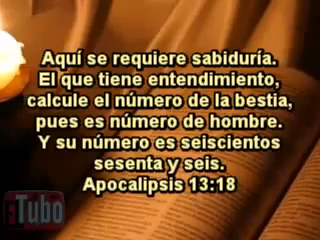 Aquí se requiere sabiduría.
El que tiene entendimiento,
calcule el número de la bestia,
pues es número de hombre.
Y su número es seiscientos
sesenta y seis.
Apocalipsis 13:18
Tubo